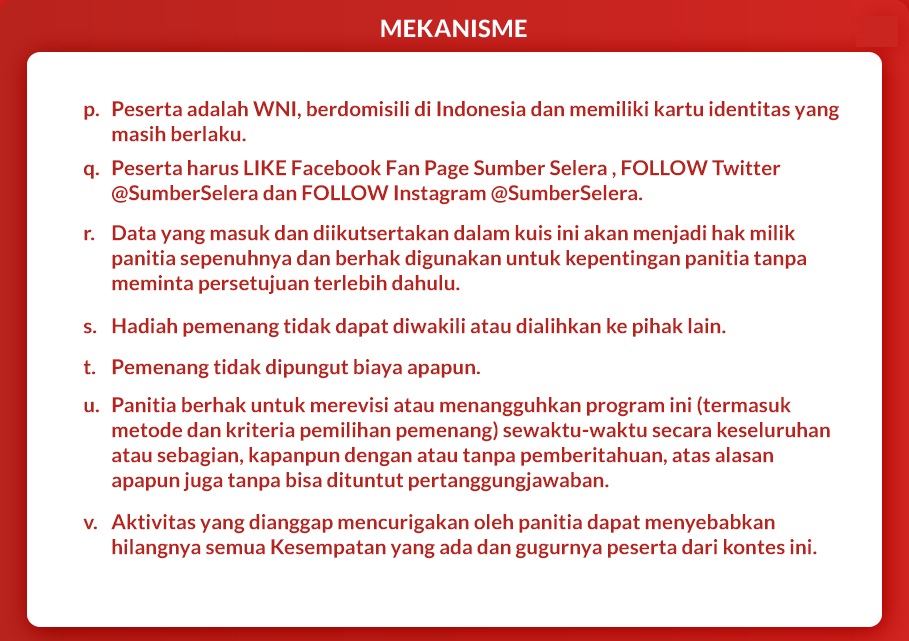 MEKANISME
p. Peserta adalah WNI, berdomisili di Indonesia dan memiliki kartu identitas yang
masih berlaku.
q. Peserta harus LIKE Facebook Fan Page Sumber Selera , FOLLOW Twitter
@SumberSelera dan FOLLOW Instagram @SumberSelera.
r. Data yang masuk dan diikutsertakan dalam kuis ini akan menjadi hak milik
panitia sepenuhnya dan berhak digunakan untuk kepentingan panitia tanpa
meminta persetujuan terlebih dahulu.
s. Hadiah pemenang tidak dapat diwakili atau dialihkan ke pihak lain.
t. Pemenang tidak dipungut biaya apapun.
u. Panitia berhak untuk merevisi atau menangguhkan program ini (termasuk
metode dan kriteria pemilihan pemenang) sewaktu-waktu secara keseluruhan
atau sebagian, kapanpun dengan atau tanpa pemberitahuan, atas alasan
apapun juga tanpa bisa dituntut pertanggungjawaban.
v. Aktivitas yang dianggap mencurigakan oleh panitia dapat menyebabkan
hilangnya semua Kesempatan yang ada dan gugurnya peserta dari kontes ini.